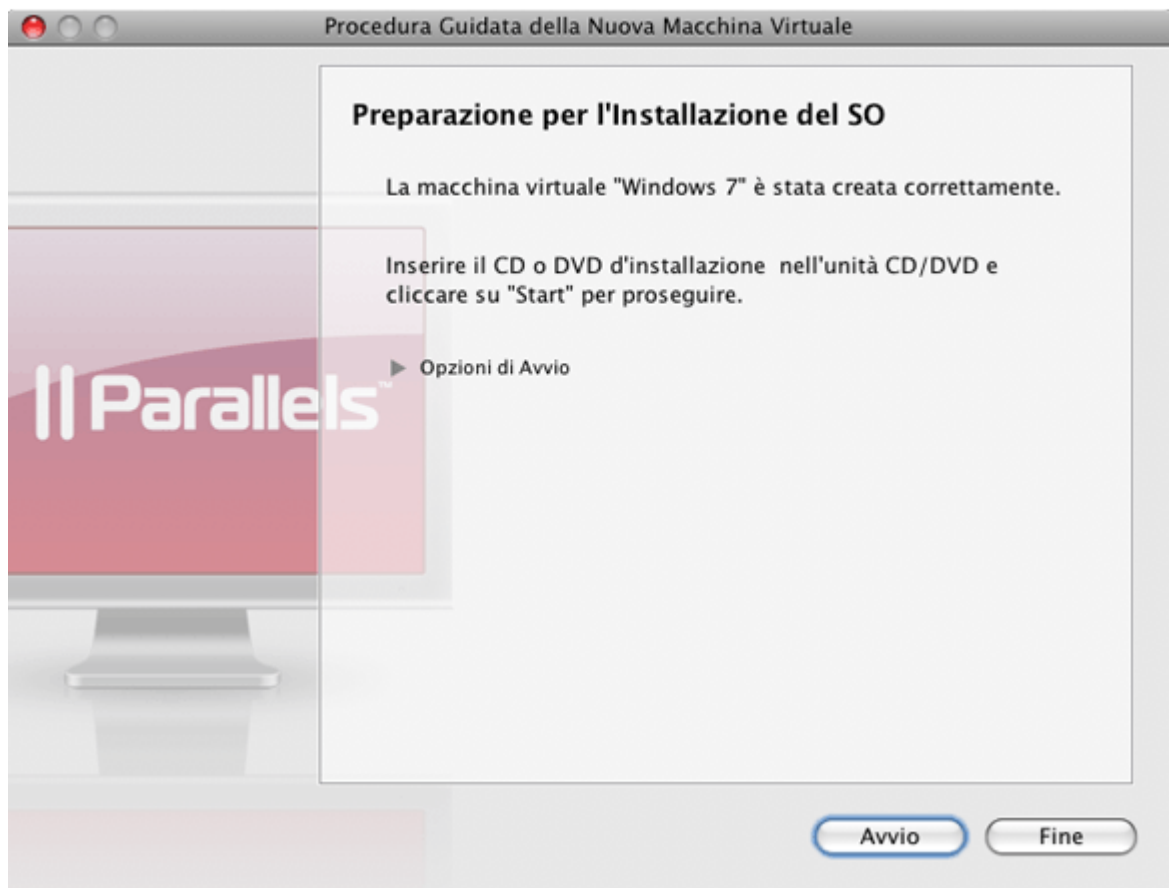 Procedura Guidata della Nuova Macchina Virtuale
Preparazione per l'Installazione del SO
La macchina virtuale "Windows 7" è stata creata correttamente.
Inserire il CD o DVD d'installazione  nell'unità CD/DVD e
cliccare su "Start" per proseguire.
Opzioni di Avvio
|| Parallels™
Avvio
Fine